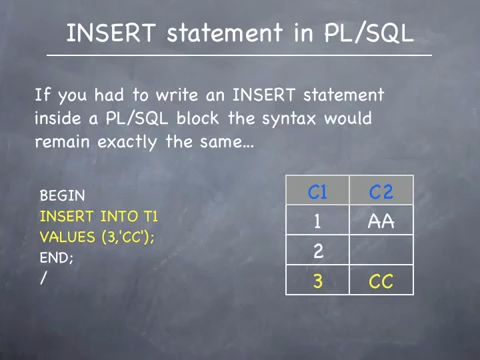 INSERT statement in PL/SQL
If you had to write an INSERT statement
inside a PL/SQL block the syntax would
remain exactly the same...
BEGIN
INSERT INTO T1
VALUES (3,'CC');
END;
/
C1 C2
1 AA
2
3 CC